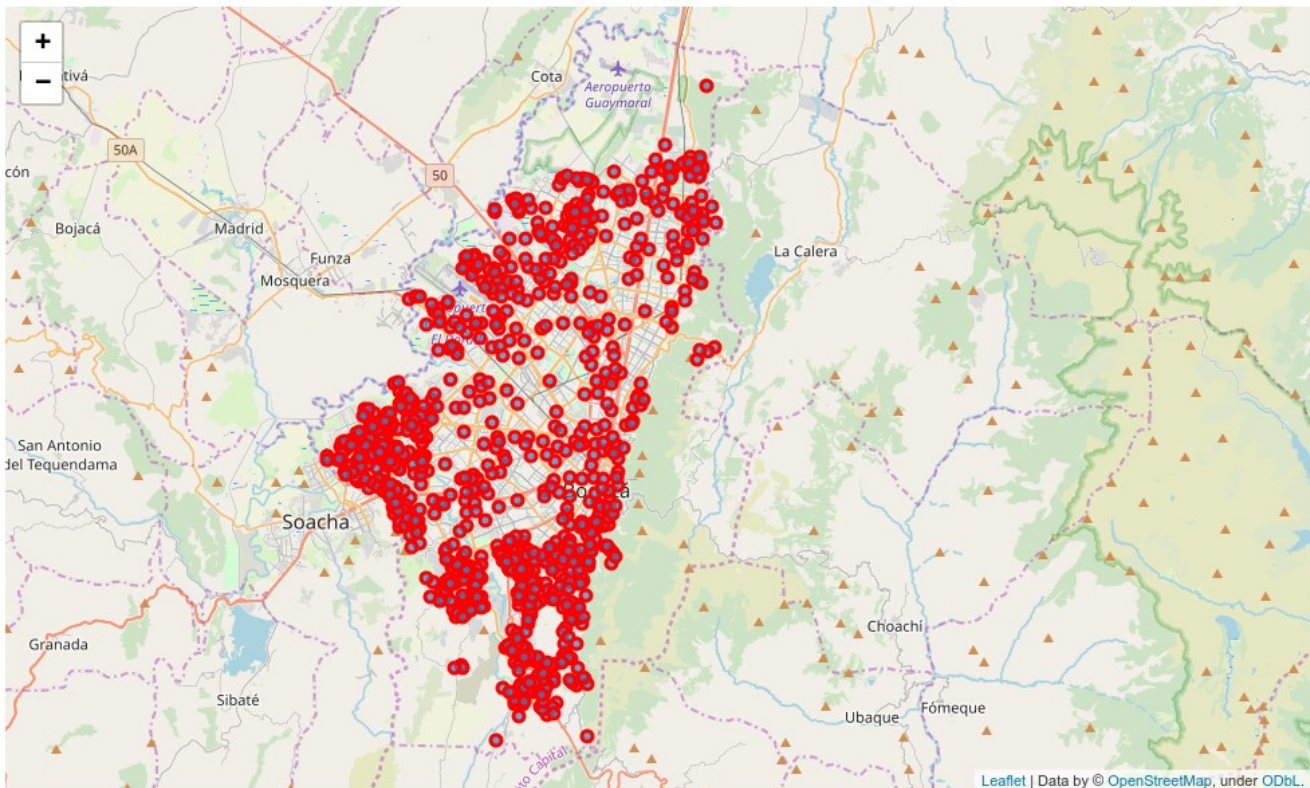 +
−
Cota
Aeropuerto
Guaymaral
50A
50
cón
Bojacá
Madrid
Funza
Mosquera
La Calera
San Antonio
del Tequendama
Soacha
Choachí
Granada
Sibaté
Ubaque
Fómeque
Capital
Leaflet | Data by © OpenStreetMap, under ODbL.